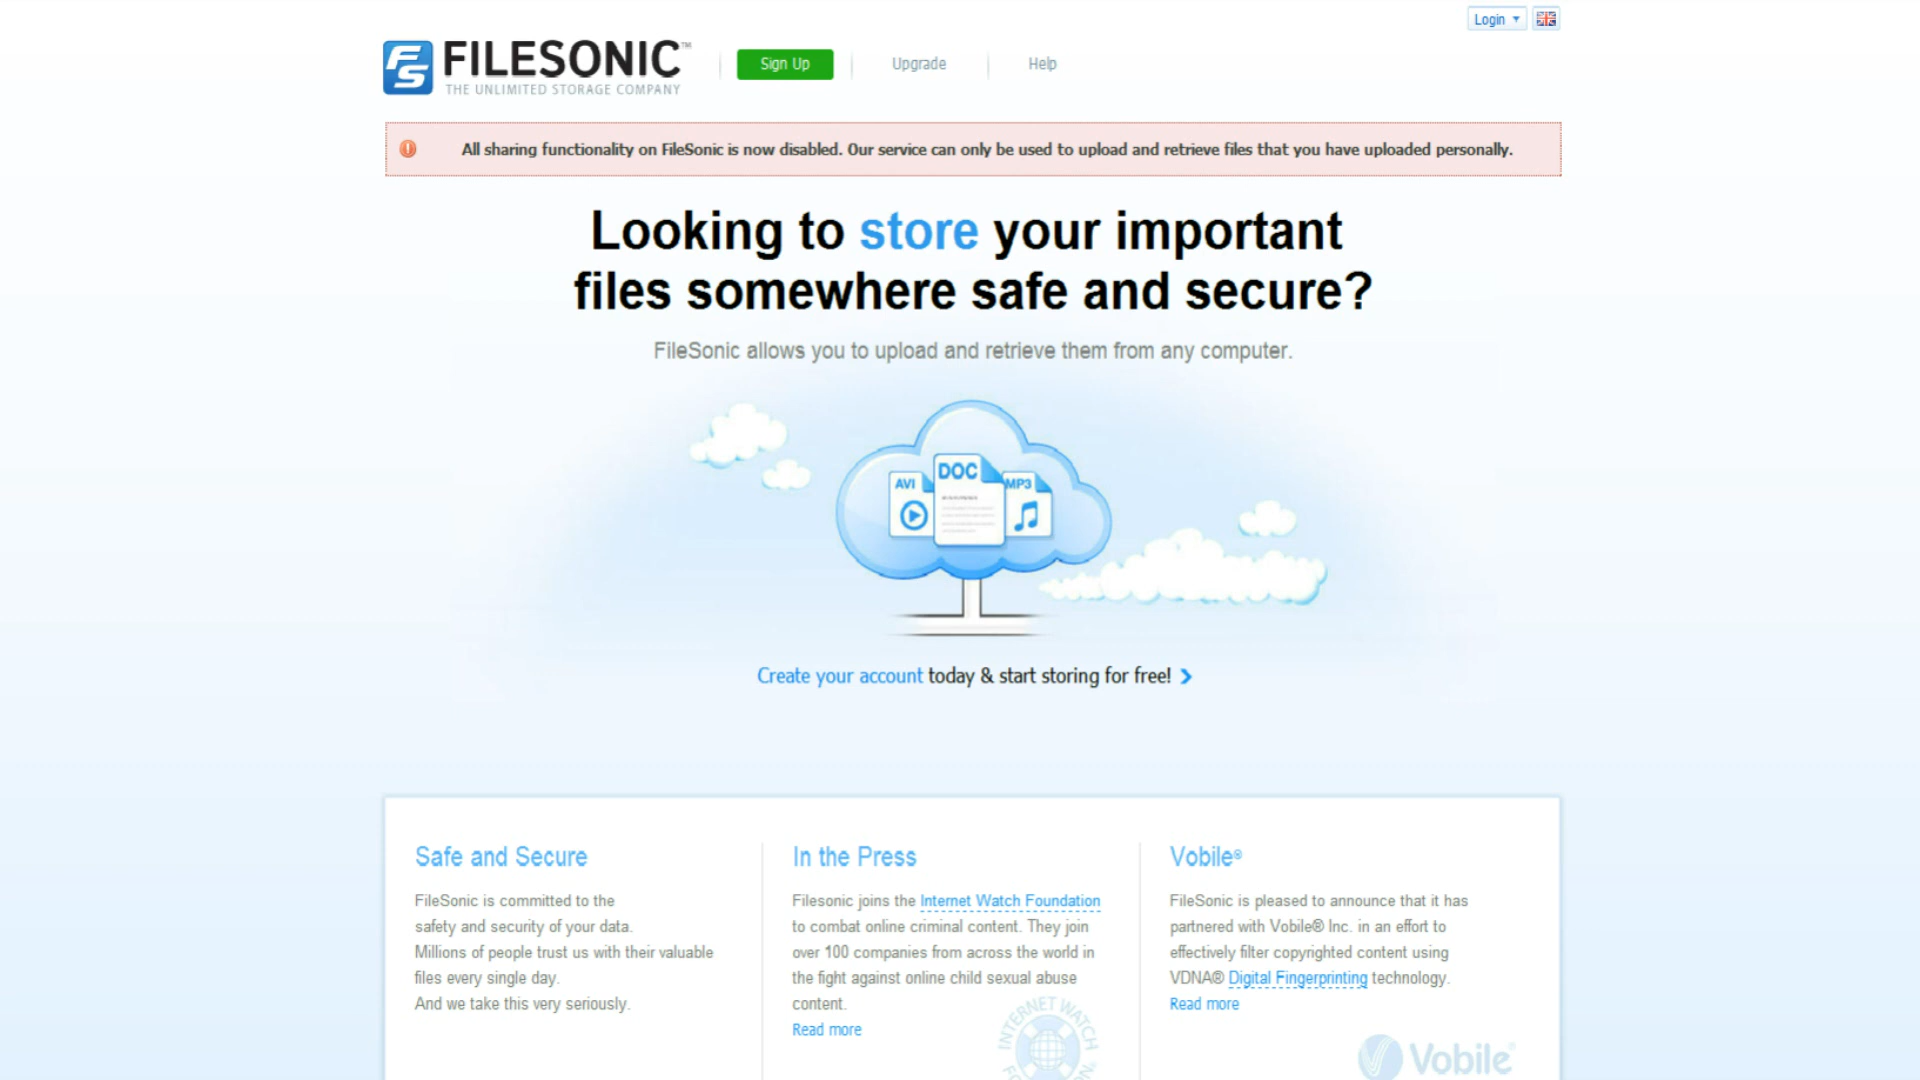 Login
FILESONIC™
THE UNLIMITED STORAGE COMPANY
Sign Up
Upgrade
Help
All sharing functionality on FileSonic is now disabled. Our service can only be used to upload and retrieve files that you have uploaded personally.
Looking to store your important
files somewhere safe and secure?
FileSonic allows you to upload and retrieve them from any computer.
AVI
DOC
MP3
Create your account today & start storing for free!
Safe and Secure
FileSonic is committed to the
safety and security of your data.
Millions of people trust us with their valuable
files every single day.
And we take this very seriously.
In the Press
Filesonic joins the Internet Watch Foundation
to combat online criminal content. They join
over 100 companies from across the world in
the fight against online child sexual abuse
content.
Read more
INTERNET WATCH
Vobile®
FileSonic is pleased to announce that it has
partnered with Vobile® Inc. in an effort to
effectively filter copyrighted content using
VDNA® Digital Fingerprinting technology.
Read more
Vobile